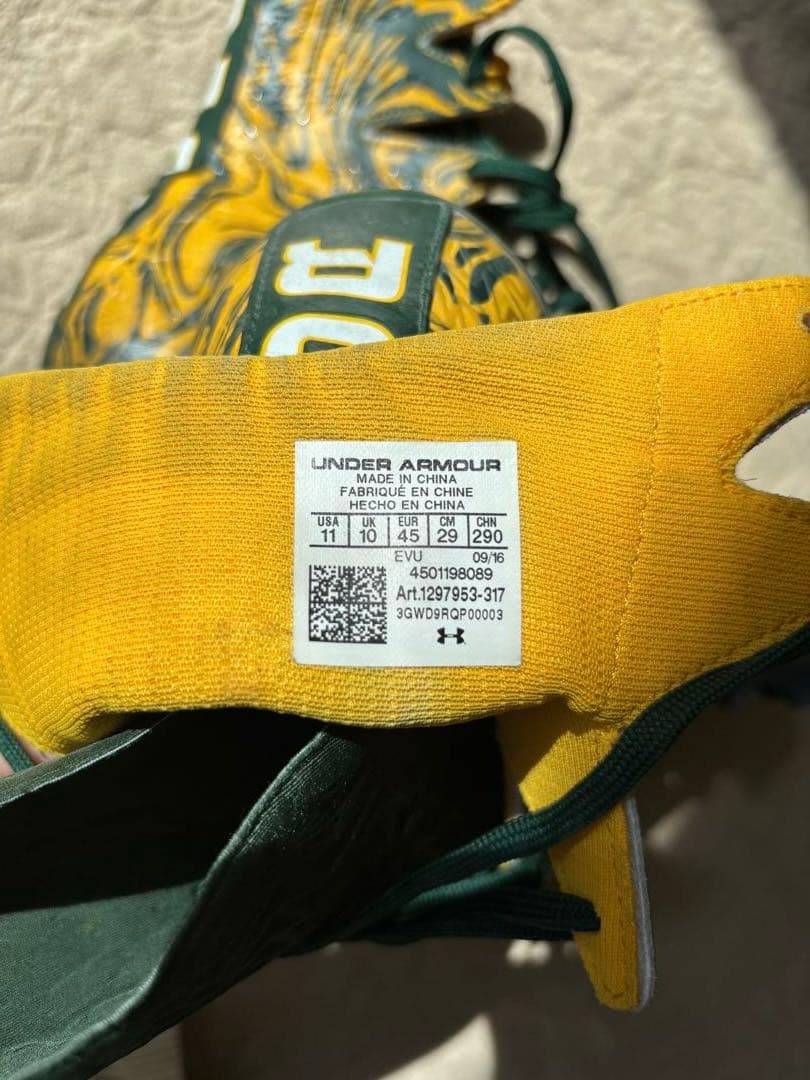 UNDER ARMOUR
MADE IN CHINA
FABRIQUÉ EN CHINE
HECHO EN CHINA
USA UK EUR CM CHN
11 10 45 29 290
EVU 09/16
4501198089
Art.1297953-317
3GWD9RQP00003